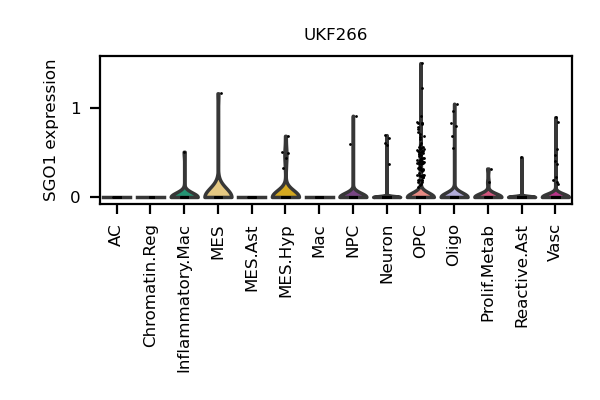 UKF266
SGO1 expression
1
0
AC
Chromatin.Reg
Inflammatory.Mac
MES
MES.Ast
MES.Hyp
Mac
NPC
Neuron
OPC
Oligo
Prolif.Metab
Reactive.Ast
Vasc